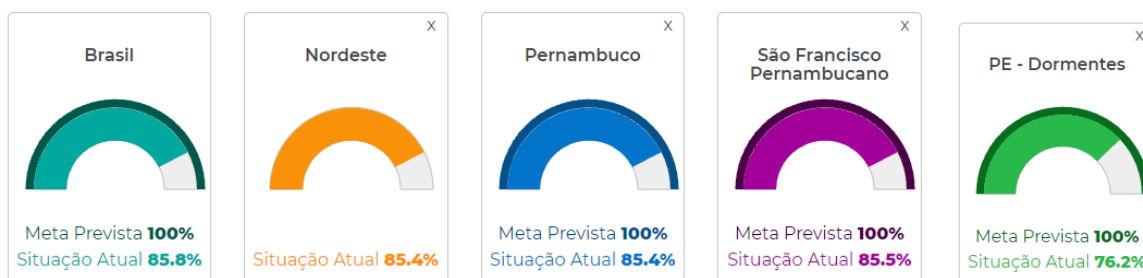 Brasil
Meta Prevista 100%
Situação Atual 85.8%
X
Nordeste
Situação Atual 85.4%
X
Pernambuco
Meta Prevista 100%
Situação Atual 85.4%
X
São Francisco
Pernambucano
Meta Prevista 100%
Situação Atual 85.5%
X
PE - Dormentes
Meta Prevista 100%
Situação Atual 76.2%